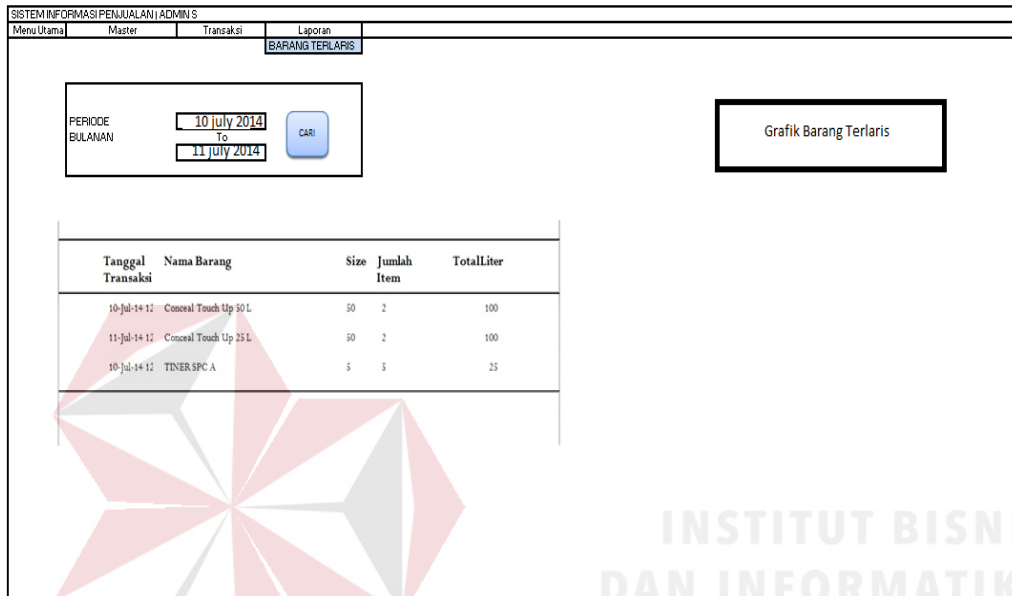 SISTEM INFORMASI PENJUALAN | ADMIN S
Menu Utama Master Transaksi Laporan
BARANG TERLARIS
PERIODE BULANAN
10 july 2014
To
11 july 2014
CARI
Grafik Barang Terlaris
Tanggal Transaksi Nama Barang Size Jumlah Item TotalLiter
10-Jul-14 12 Conceal Touch Up 50 L 50 2 100
11-Jul-14 12 Conceal Touch Up 25 L 50 2 100
10-Jul-14 12 TINER SPC A 5 5 25
INSTITUT BISNI
DAN INFORMATIK